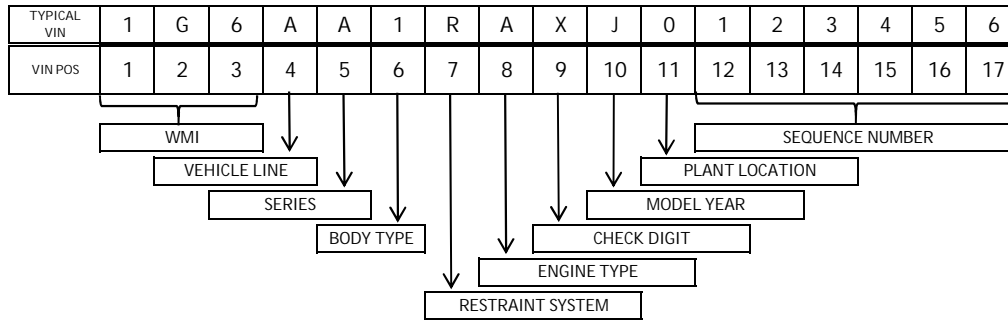 TYPICAL VIN 1 G 6 A A 1 R A X J 0 1 2 3 4 5 6
VIN POS 1 2 3 4 5 6 7 8 9 10 11 12 13 14 15 16 17
WMI SEQUENCE NUMBER
VEHICLE LINE PLANT LOCATION
SERIES MODEL YEAR
BODY TYPE CHECK DIGIT
ENGINE TYPE
RESTRAINT SYSTEM